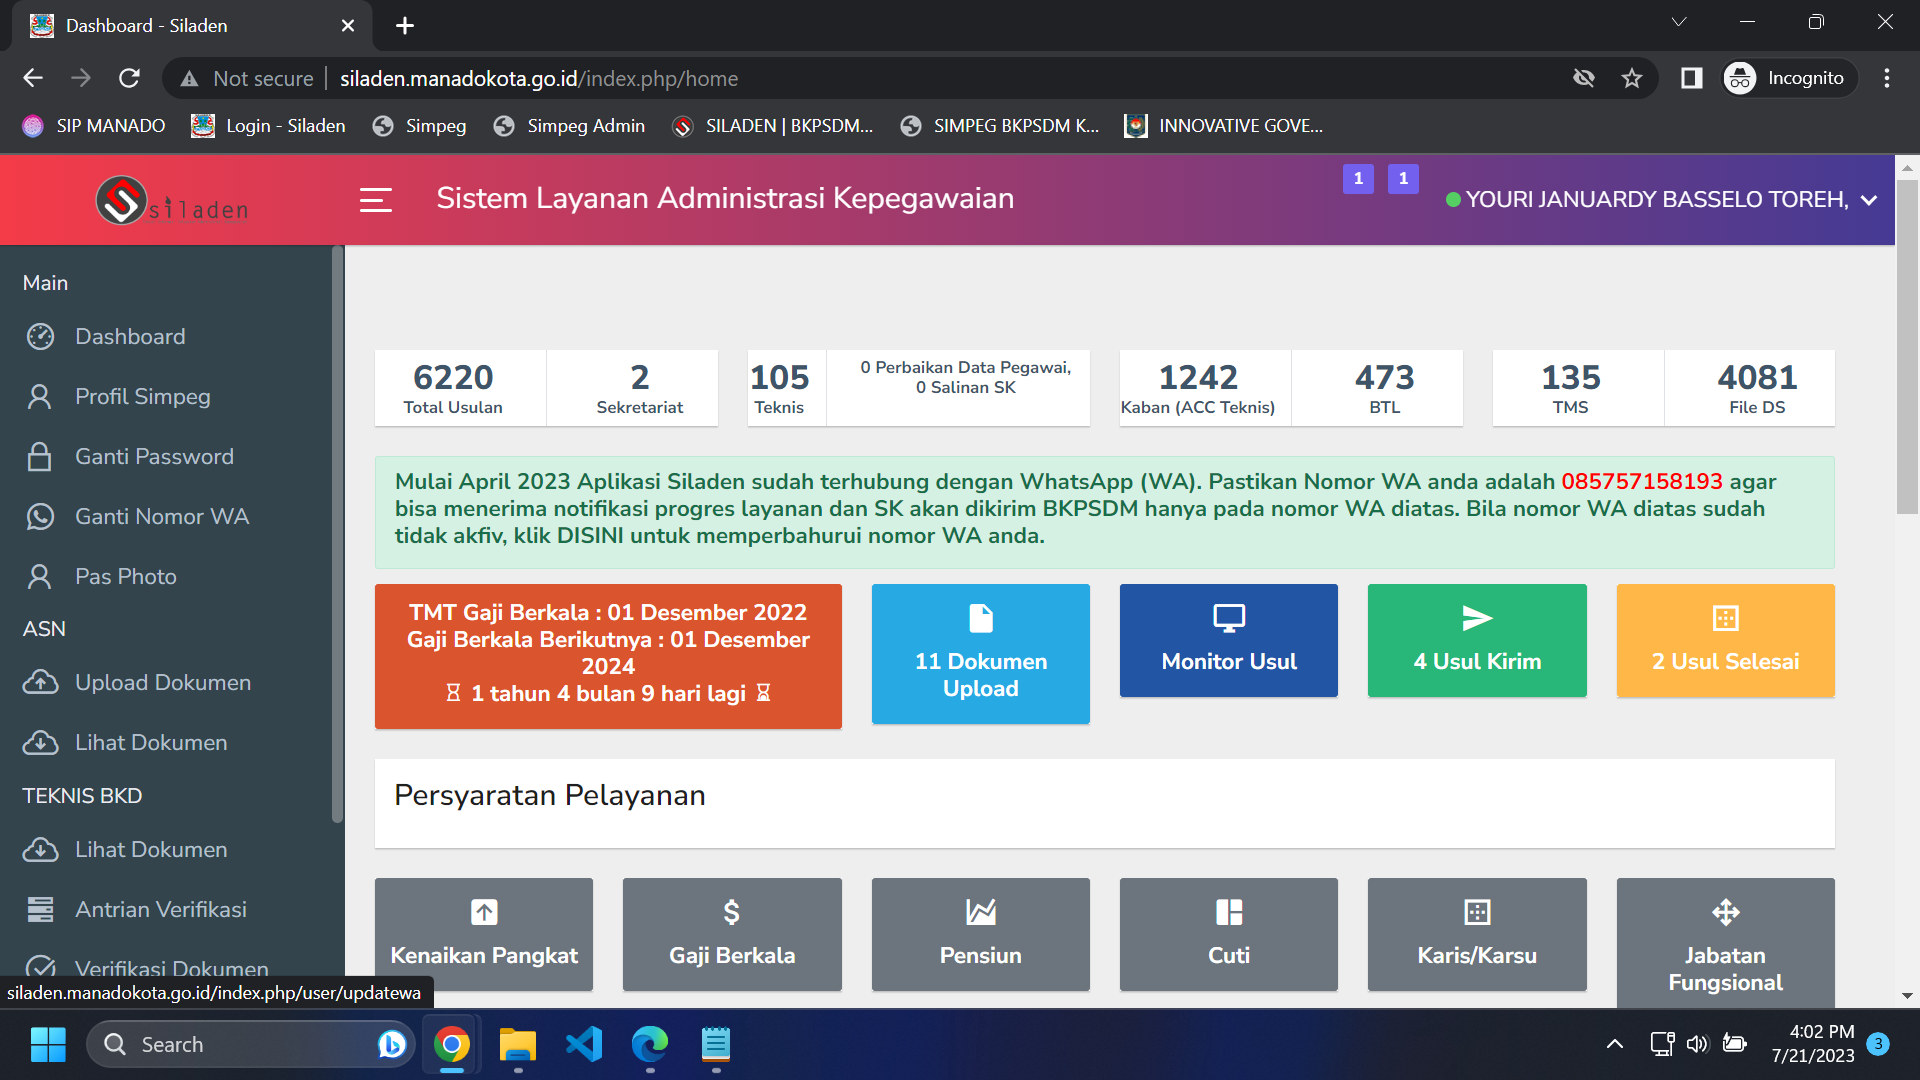 Dashboard - Siladen
Not secure
siladen.manadokota.go.id/index.php/home
Incognito
SIP MANADO
Login - Siladen
Simpeg
Simpeg Admin
SILADEN | BKPSDM...
SIMPEG BKPSDM K...
INNOVATIVE GOVE...
siladen
Sistem Layanan Administrasi Kepegawaian
1
1
YOURI JANUARDY BASSELO TOREH,
Main
Dashboard
Profil Simpeg
Ganti Password
Ganti Nomor WA
Pas Photo
ASN
Upload Dokumen
Lihat Dokumen
TEKNIS BKD
Lihat Dokumen
Antrian Verifikasi
Verifikasi Dokumen
siladen.manadokota.go.id/index.php/user/updatewa
6220
Total Usulan
2
Sekretariat
105
Teknis
0 Perbaikan Data Pegawai,
0 Salinan SK
1242
Kaban (ACC Teknis)
473
BTL
135
TMS
4081
File DS
Mulai April 2023 Aplikasi Siladen sudah terhubung dengan WhatsApp (WA). Pastikan Nomor WA anda adalah 085757158193 agar
bisa menerima notifikasi progres layanan dan SK akan dikirim BKPSDM hanya pada nomor WA diatas. Bila nomor WA diatas sudah
tidak akfiv, klik DISINI untuk memperbahurui nomor WA anda.
TMT Gaji Berkala : 01 Desember 2022
Gaji Berkala Berikutnya : 01 Desember
2024
1 tahun 4 bulan 9 hari lagi
11 Dokumen
Upload
Monitor Usul
4 Usul Kirim
2 Usul Selesai
Persyaratan Pelayanan
Kenaikan Pangkat
Gaji Berkala
Pensiun
Cuti
Karis/Karsu
Jabatan
Fungsional
Search
4:02 PM
7/21/2023
3